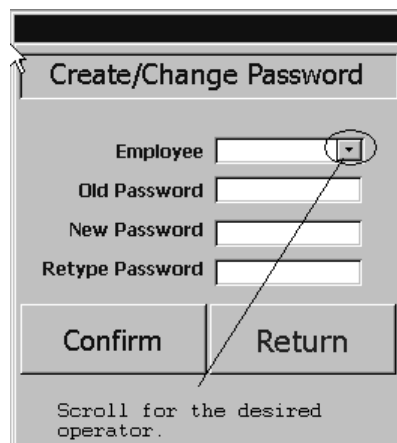 Create/Change Password
Employee
Old Password
New Password
Retype Password
Confirm Return
Scroll for the desired
operator.